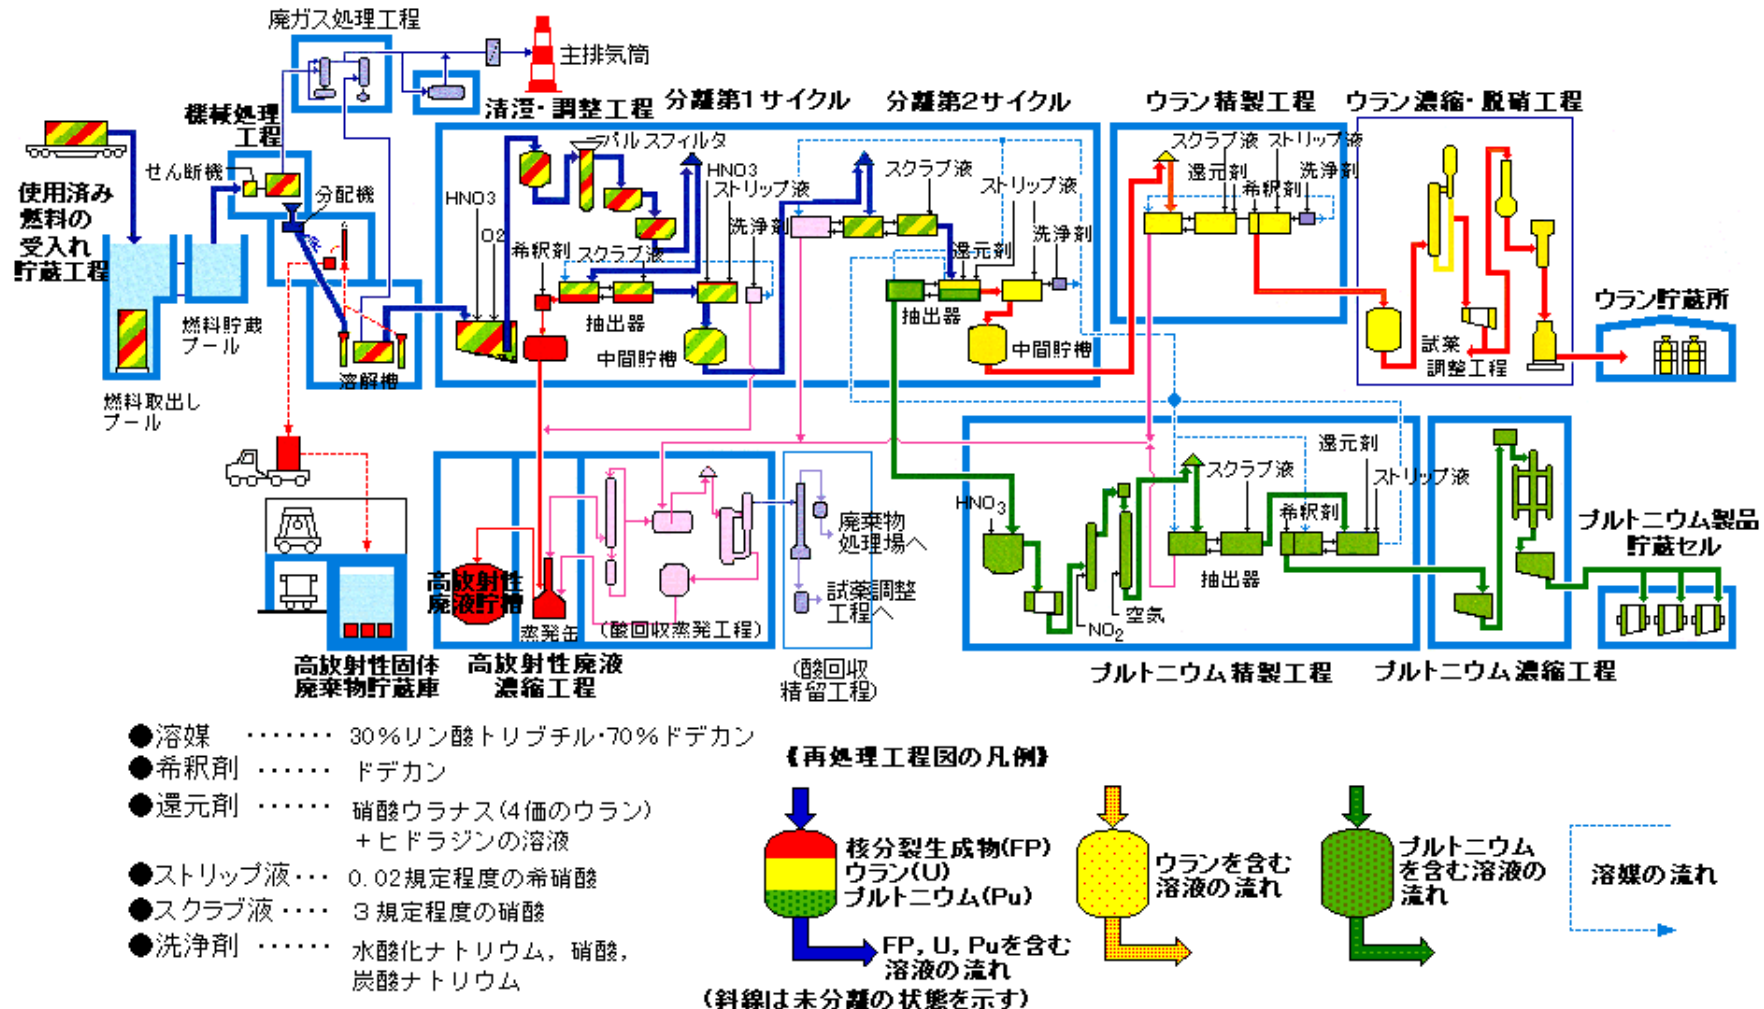 廃ガス処理工程
主排気筒
機械処理
工程
清澄・調整工程
分離第1サイクル
分離第2サイクル
ウラン精製工程
ウラン濃縮・脱硝工程
せん断機
分配機
使用済み
燃料の
受入れ
貯蔵工程
燃料貯蔵
プール
燃料取出し
プール
溶解槽
HNO3
O2
パルスフィルタ
希釈剤
スクラブ液
HNO3
ストリップ液
洗浄剤
抽出器
中間貯槽
スクラブ液
ストリップ液
還元剤
洗浄剤
抽出器
中間貯槽
スクラブ液
ストリップ液
還元剤
希釈剤
洗浄剤
試薬
調整工程
ウラン貯蔵所
高放射性固体
廃棄物貯蔵庫
高放射性
廃液貯槽
蒸発缶
(酸回収蒸発工程)
高放射性廃液
濃縮工程
廃棄物
処理場へ
試薬調整
工程へ
(酸回収
精留工程)
HNO3
NO2
空気
スクラブ液
希釈剤
還元剤
ストリップ液
抽出器
プルトニウム精製工程
プルトニウム濃縮工程
プルトニウム製品
貯蔵セル
●溶媒 ······· 30%リン酸トリブチル・70%ドデカン
●希釈剤 ······ ドデカン
●還元剤 ······ 硝酸ウラナス(4価のウラン)
+ヒドラジンの溶液
●ストリップ液··· 0.02規定程度の希硝酸
●スクラブ液···· 3規定程度の硝酸
●洗浄剤 ······ 水酸化ナトリウム，硝酸，
炭酸ナトリウム
《再処理工程図の凡例》
核分裂生成物(FP)
ウラン(U)
プルトニウム(Pu)
FP，U，Puを含む
溶液の流れ
(斜線は未分離の状態を示す)
ウランを含む
溶液の流れ
プルトニウム
を含む溶液の
流れ
溶媒の流れ